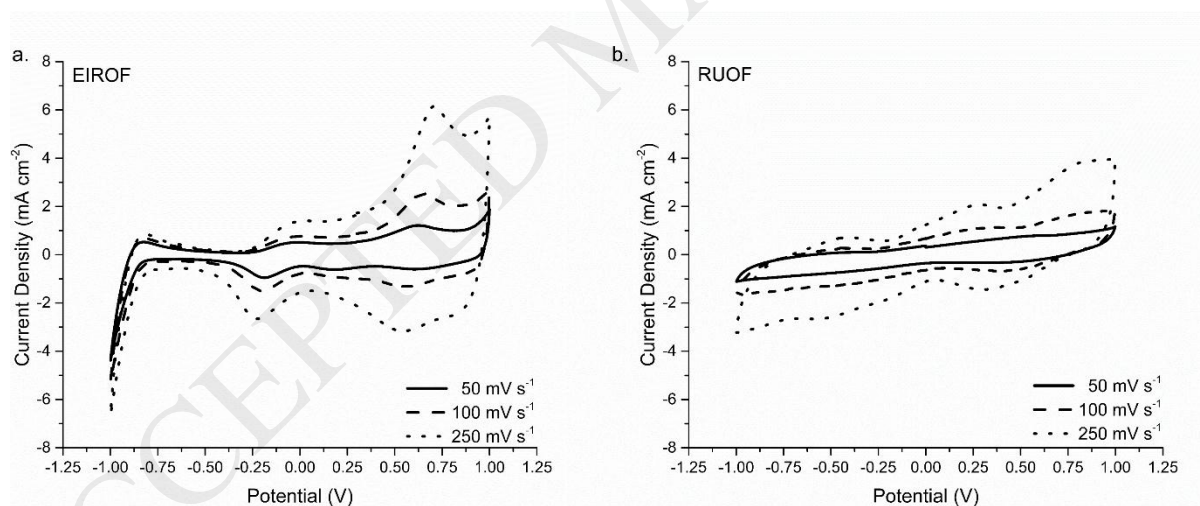 ACCEPTED MA
a.
EIROF
8
6
4
2
0
-2
-4
-6
-8
Current Density (mA cm⁻²)
-1.25 -1.00 -0.75 -0.50 -0.25 0.00 0.25 0.50 0.75 1.00 1.25
Potential (V)
50 mV s⁻¹
100 mV s⁻¹
250 mV s⁻¹
b.
RUOF
8
6
4
2
0
-2
-4
-6
-8
Current Density (mA cm⁻²)
-1.25 -1.00 -0.75 -0.50 -0.25 0.00 0.25 0.50 0.75 1.00 1.25
Potential (V)
50 mV s⁻¹
100 mV s⁻¹
250 mV s⁻¹